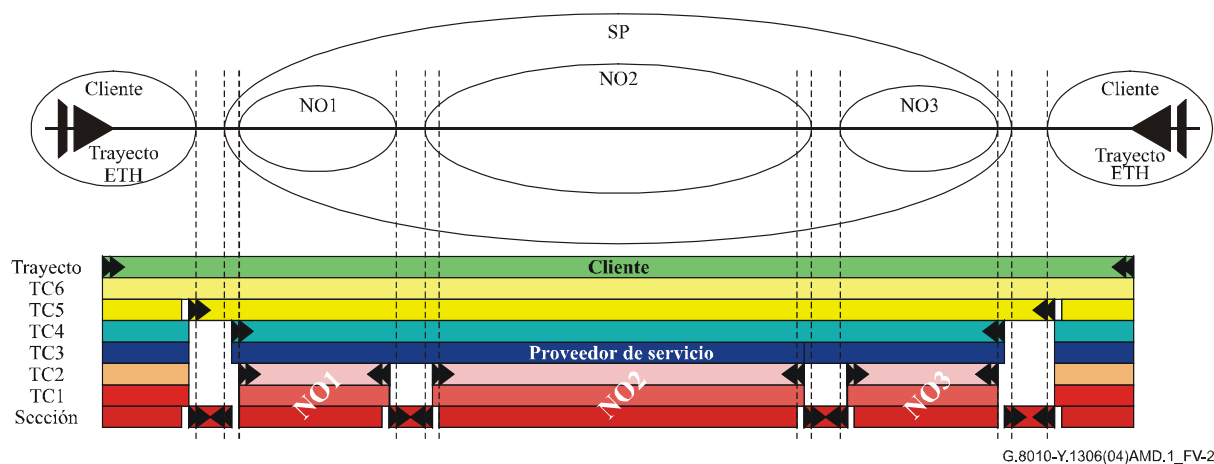 SP
NO2
Cliente
NO1
NO3
Cliente
Trayecto
ETH
Trayecto
ETH
Trayecto
Cliente
TC6
TC5
TC4
TC3
Proveedor de servicio
TC2
NO1
NO2
NO3
TC1
Sección
G.8010-Y.1306(04)AMD.1_FV-2